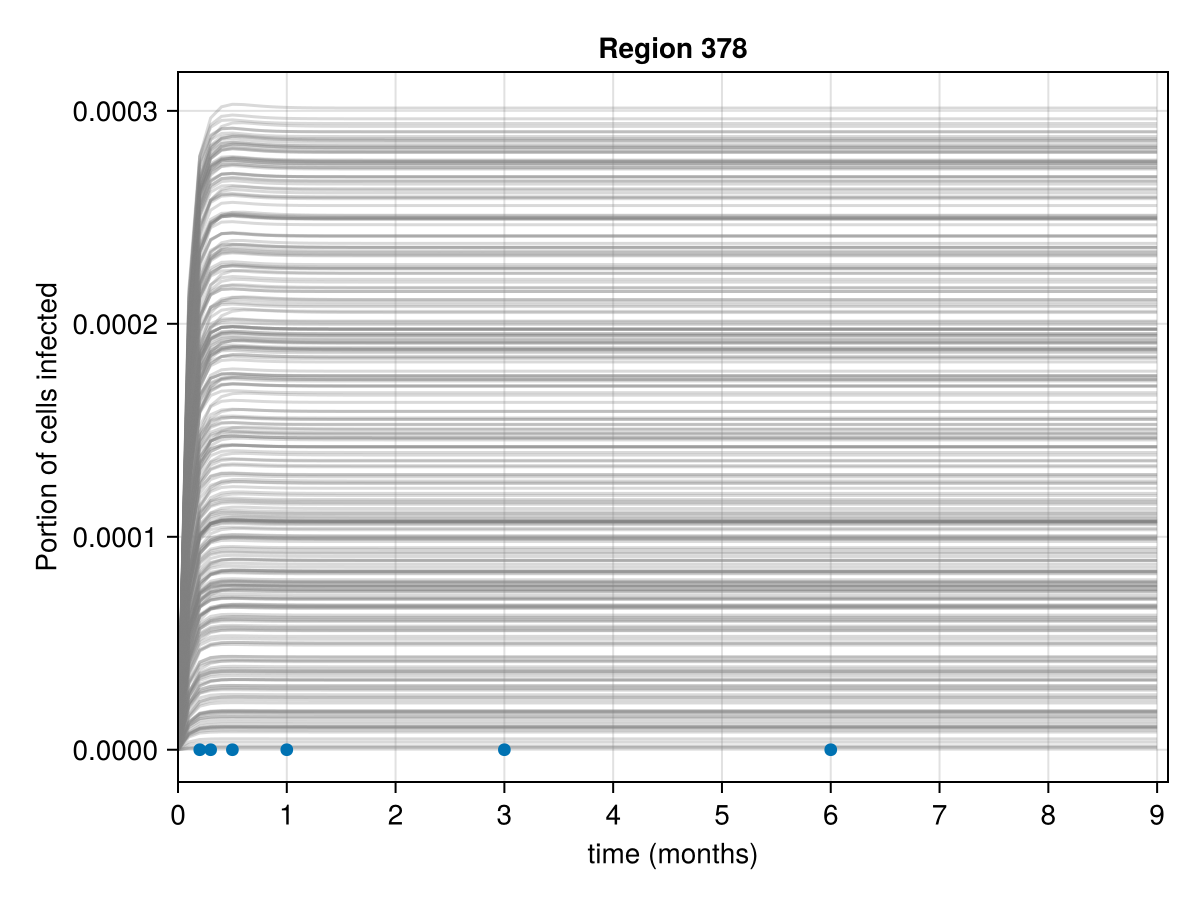 Region 378
0.0003
0.0002
0.0001
0.0000
Portion of cells infected
0 1 2 3 4 5 6 7 8 9
time (months)